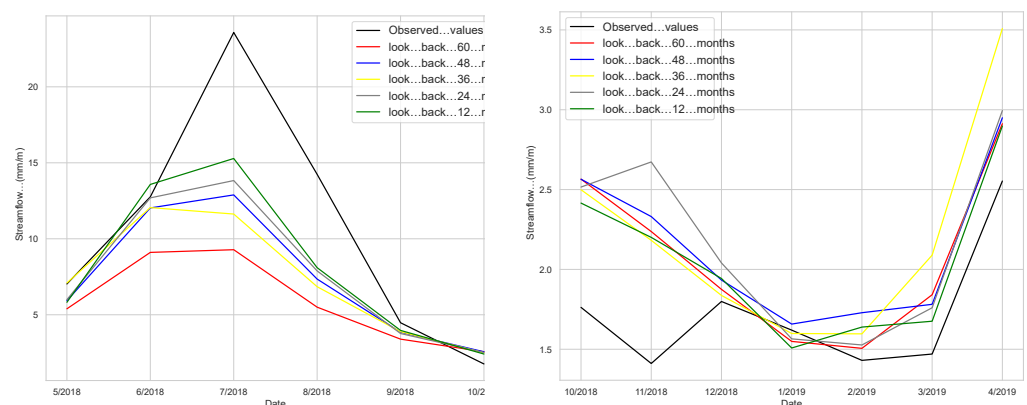 Observed…values
look…back…60…r
look…back…48…r
look…back…36…r
look…back…24…r
look…back…12…r
20
15
10
5
Streamflow…(mm/m)
5/2018 6/2018 7/2018 8/2018 9/2018 10/2
Date
Observed…values
look…back…60…months
look…back…48…months
look…back…36…months
look…back…24…months
look…back…12…months
3.5
3.0
2.5
2.0
1.5
Streamflow…(mm/m)
10/2018 11/2018 12/2018 1/2019 2/2019 3/2019 4/2019
Date